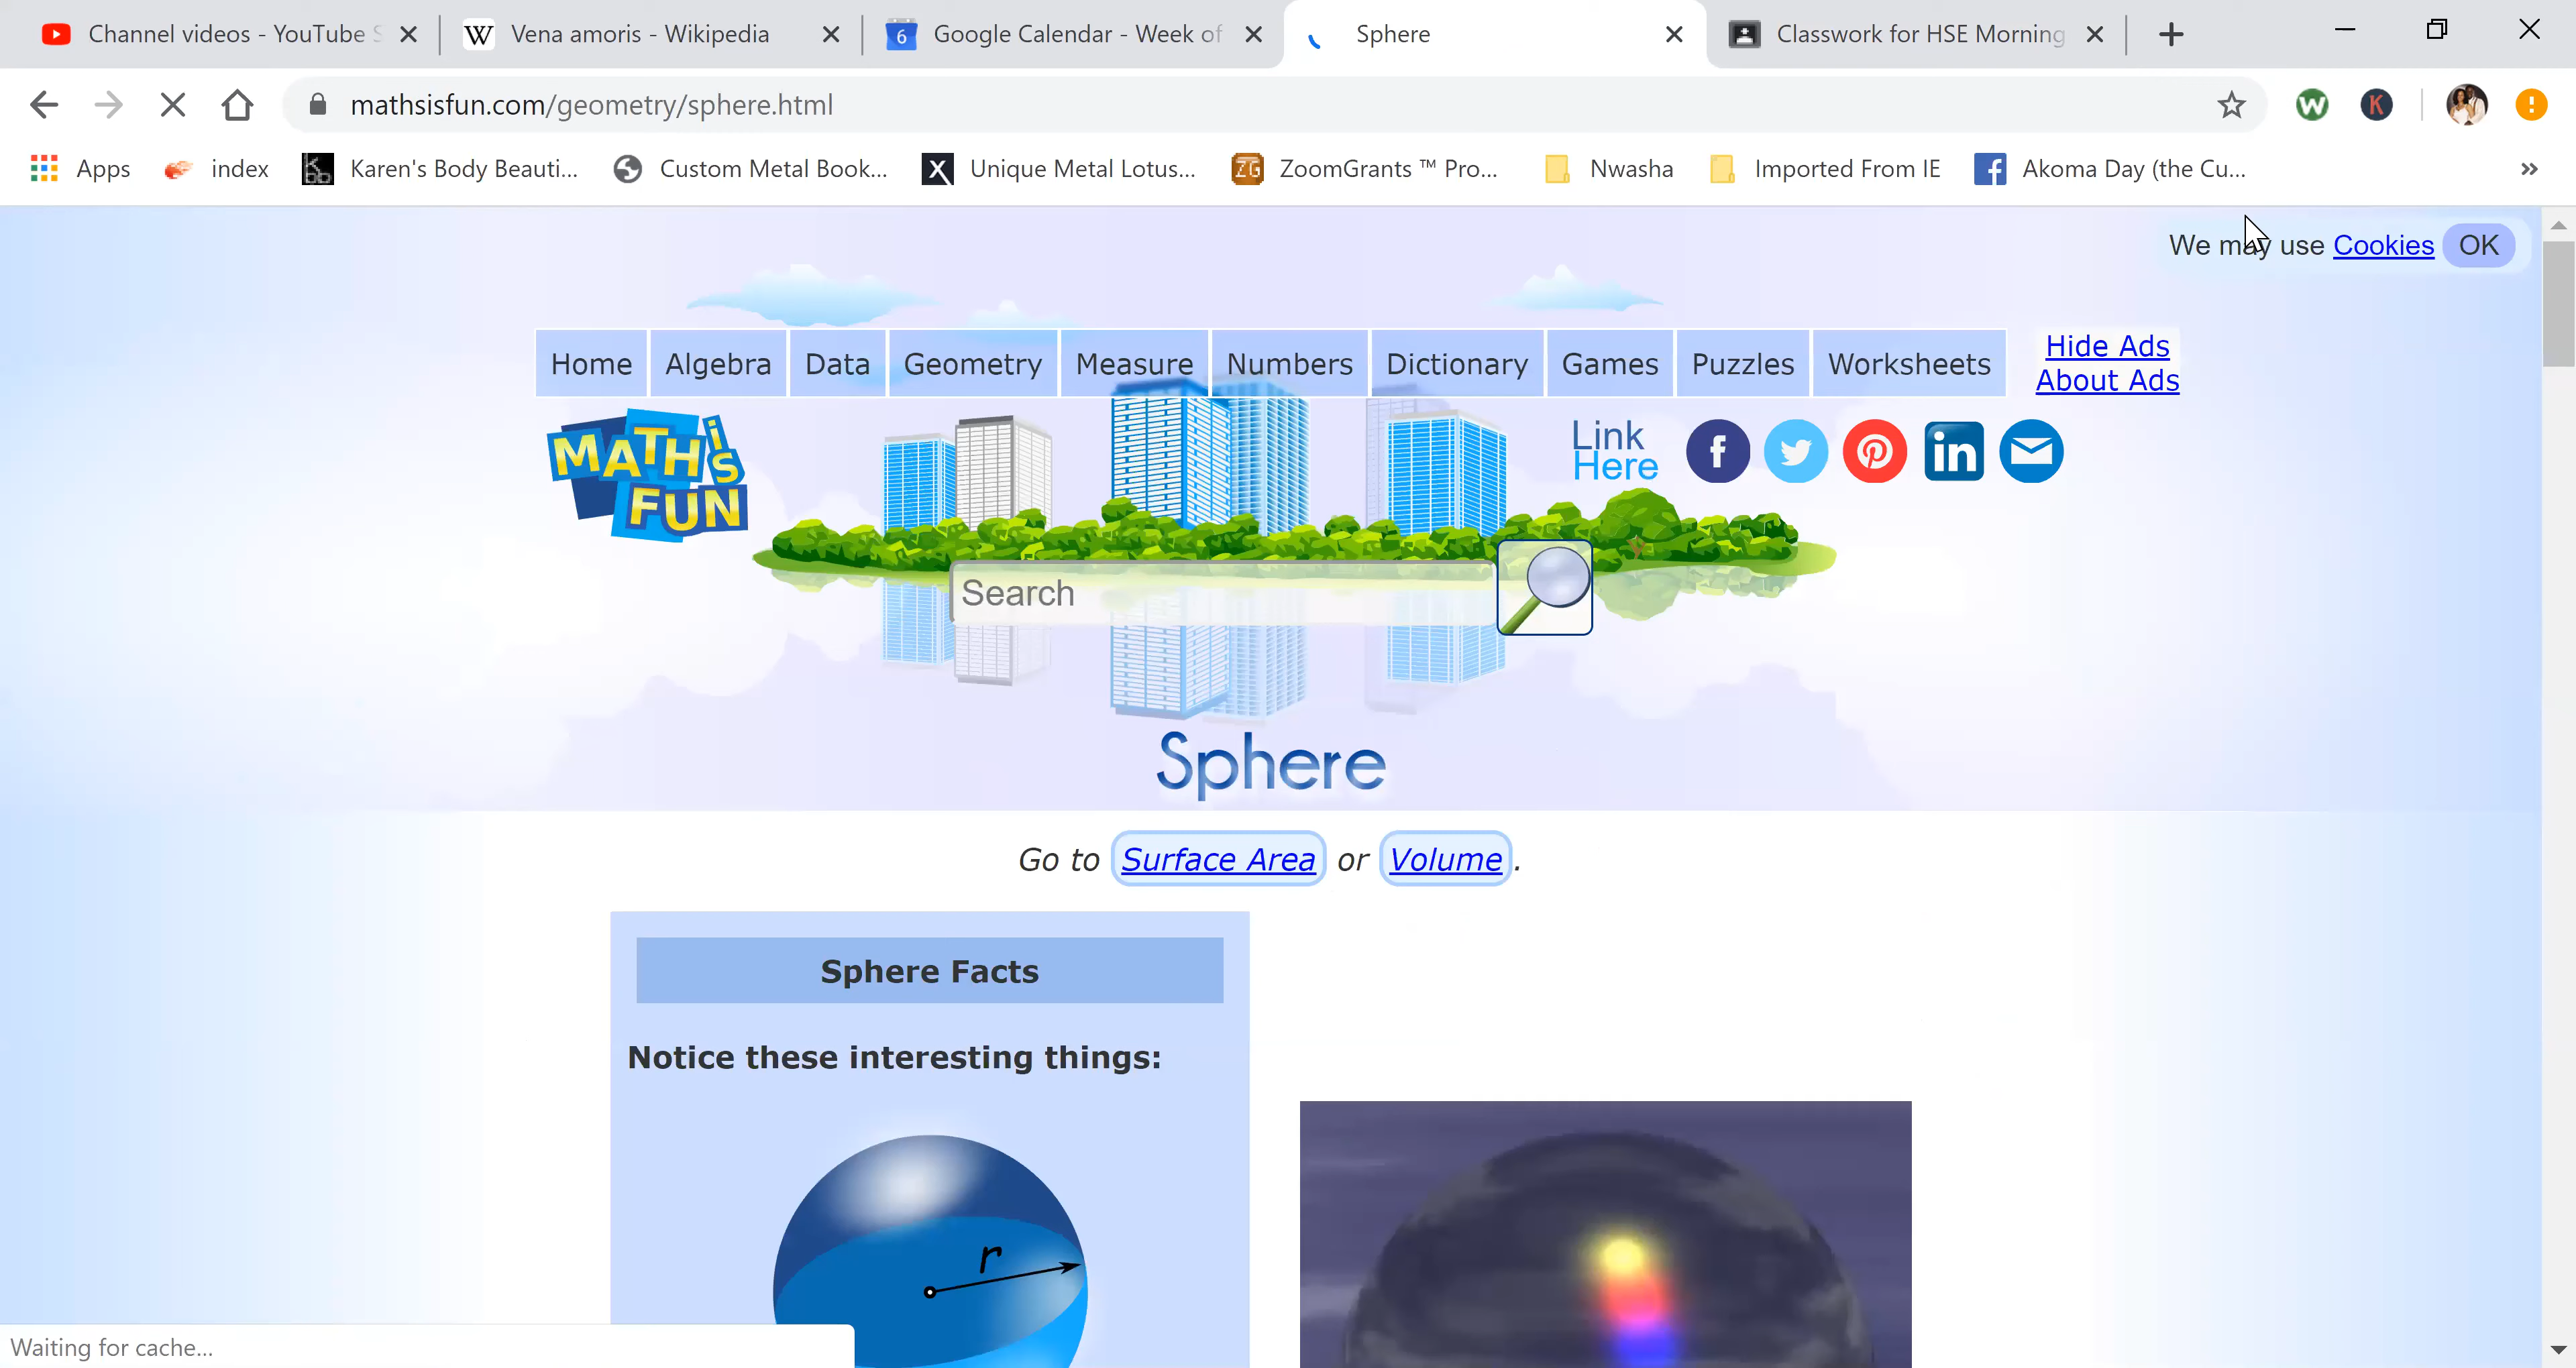 Channel videos - YouTube S
Vena amoris - Wikipedia
Google Calendar - Week of
6
Sphere
Classwork for HSE Morning
mathsisfun.com/geometry/sphere.html
W
K
Apps
index
Karen's Body Beauti...
Custom Metal Book...
Unique Metal Lotus...
ZG
ZoomGrants ™ Pro...
Nwasha
Imported From IE
Akoma Day (the Cu...
We may use Cookies OK
Home
Algebra
Data
Geometry
Measure
Numbers
Dictionary
Games
Puzzles
Worksheets
Hide Ads
About Ads
MATH iS
FUN
Link
Here
Search
Sphere
Go to Surface Area or Volume.
Sphere Facts
Notice these interesting things:
r
Waiting for cache...